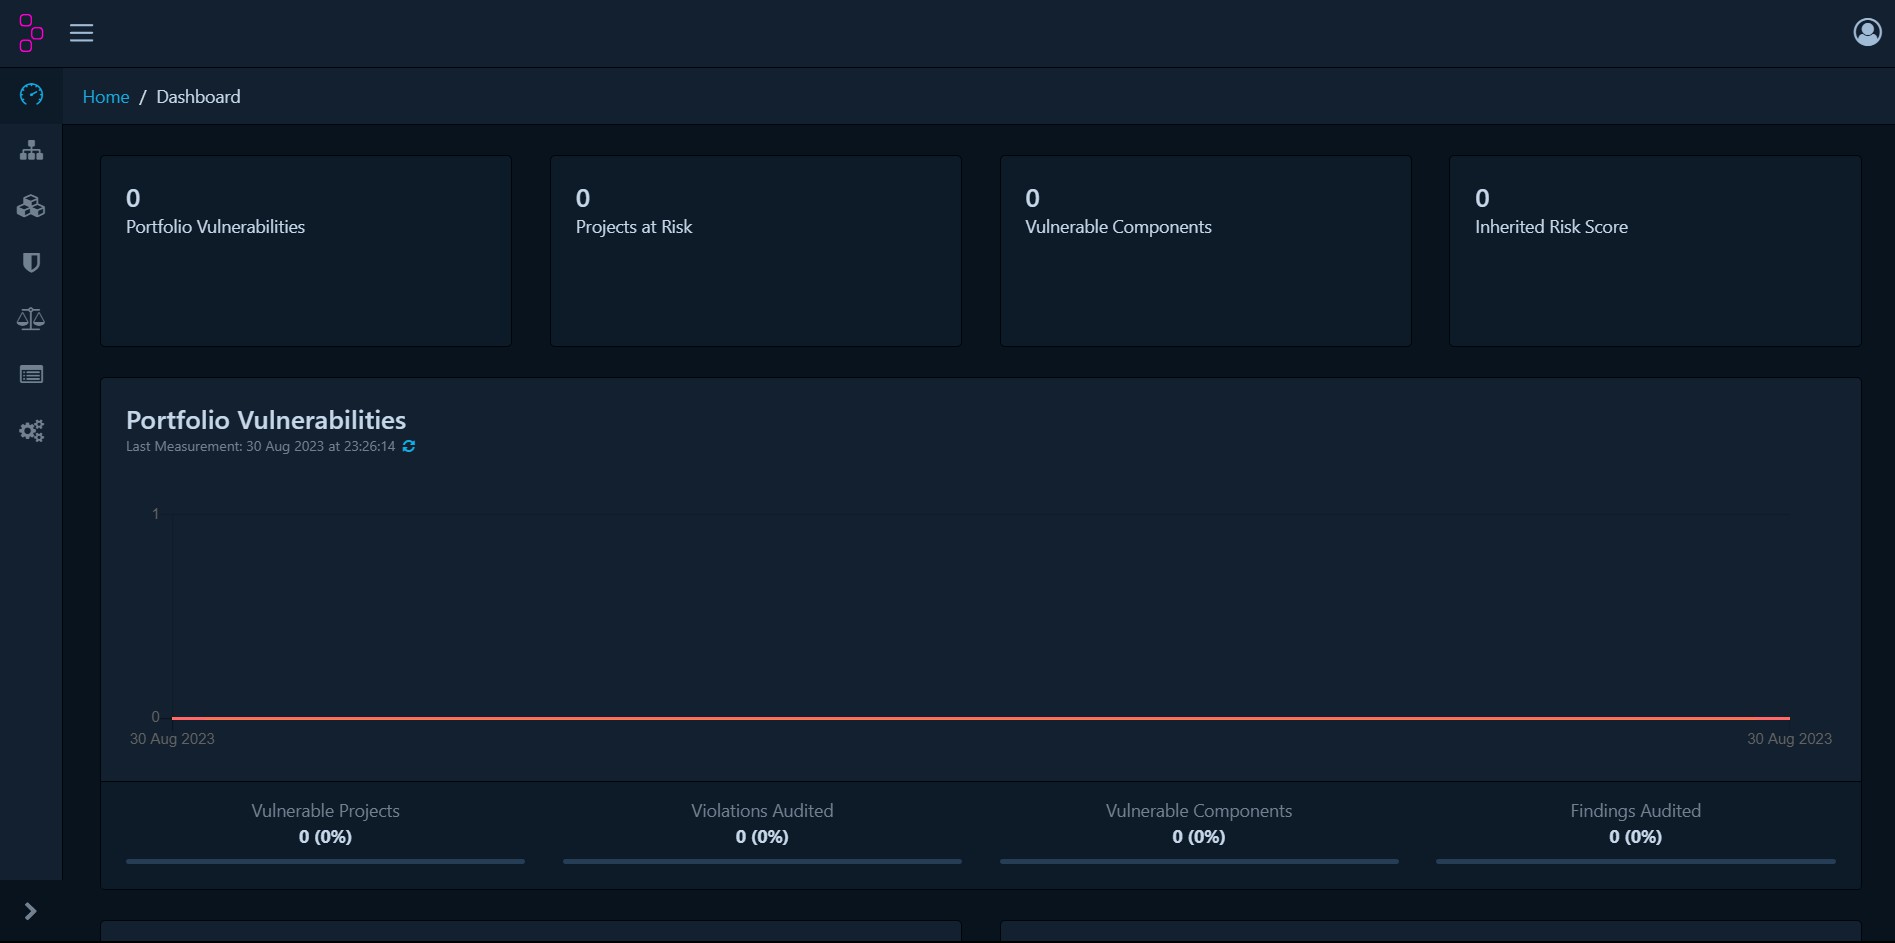 Home / Dashboard
0
Portfolio Vulnerabilities
0
Projects at Risk
0
Vulnerable Components
0
Inherited Risk Score
Portfolio Vulnerabilities
Last Measurement: 30 Aug 2023 at 23:26:14
1
0
30 Aug 2023
30 Aug 2023
Vulnerable Projects
0 (0%)
Violations Audited
0 (0%)
Vulnerable Components
0 (0%)
Findings Audited
0 (0%)